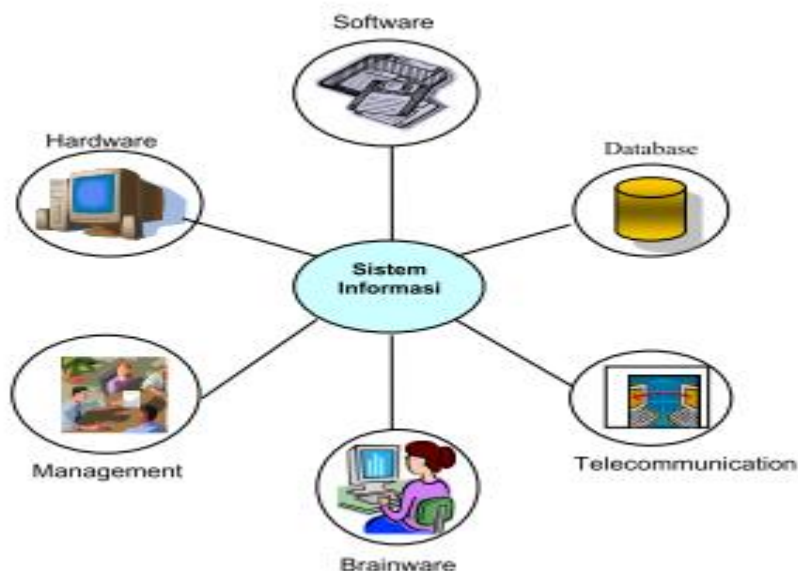 Software
Hardware
Database
Sistem
Informasi
Management
Telecommunication
Brainware